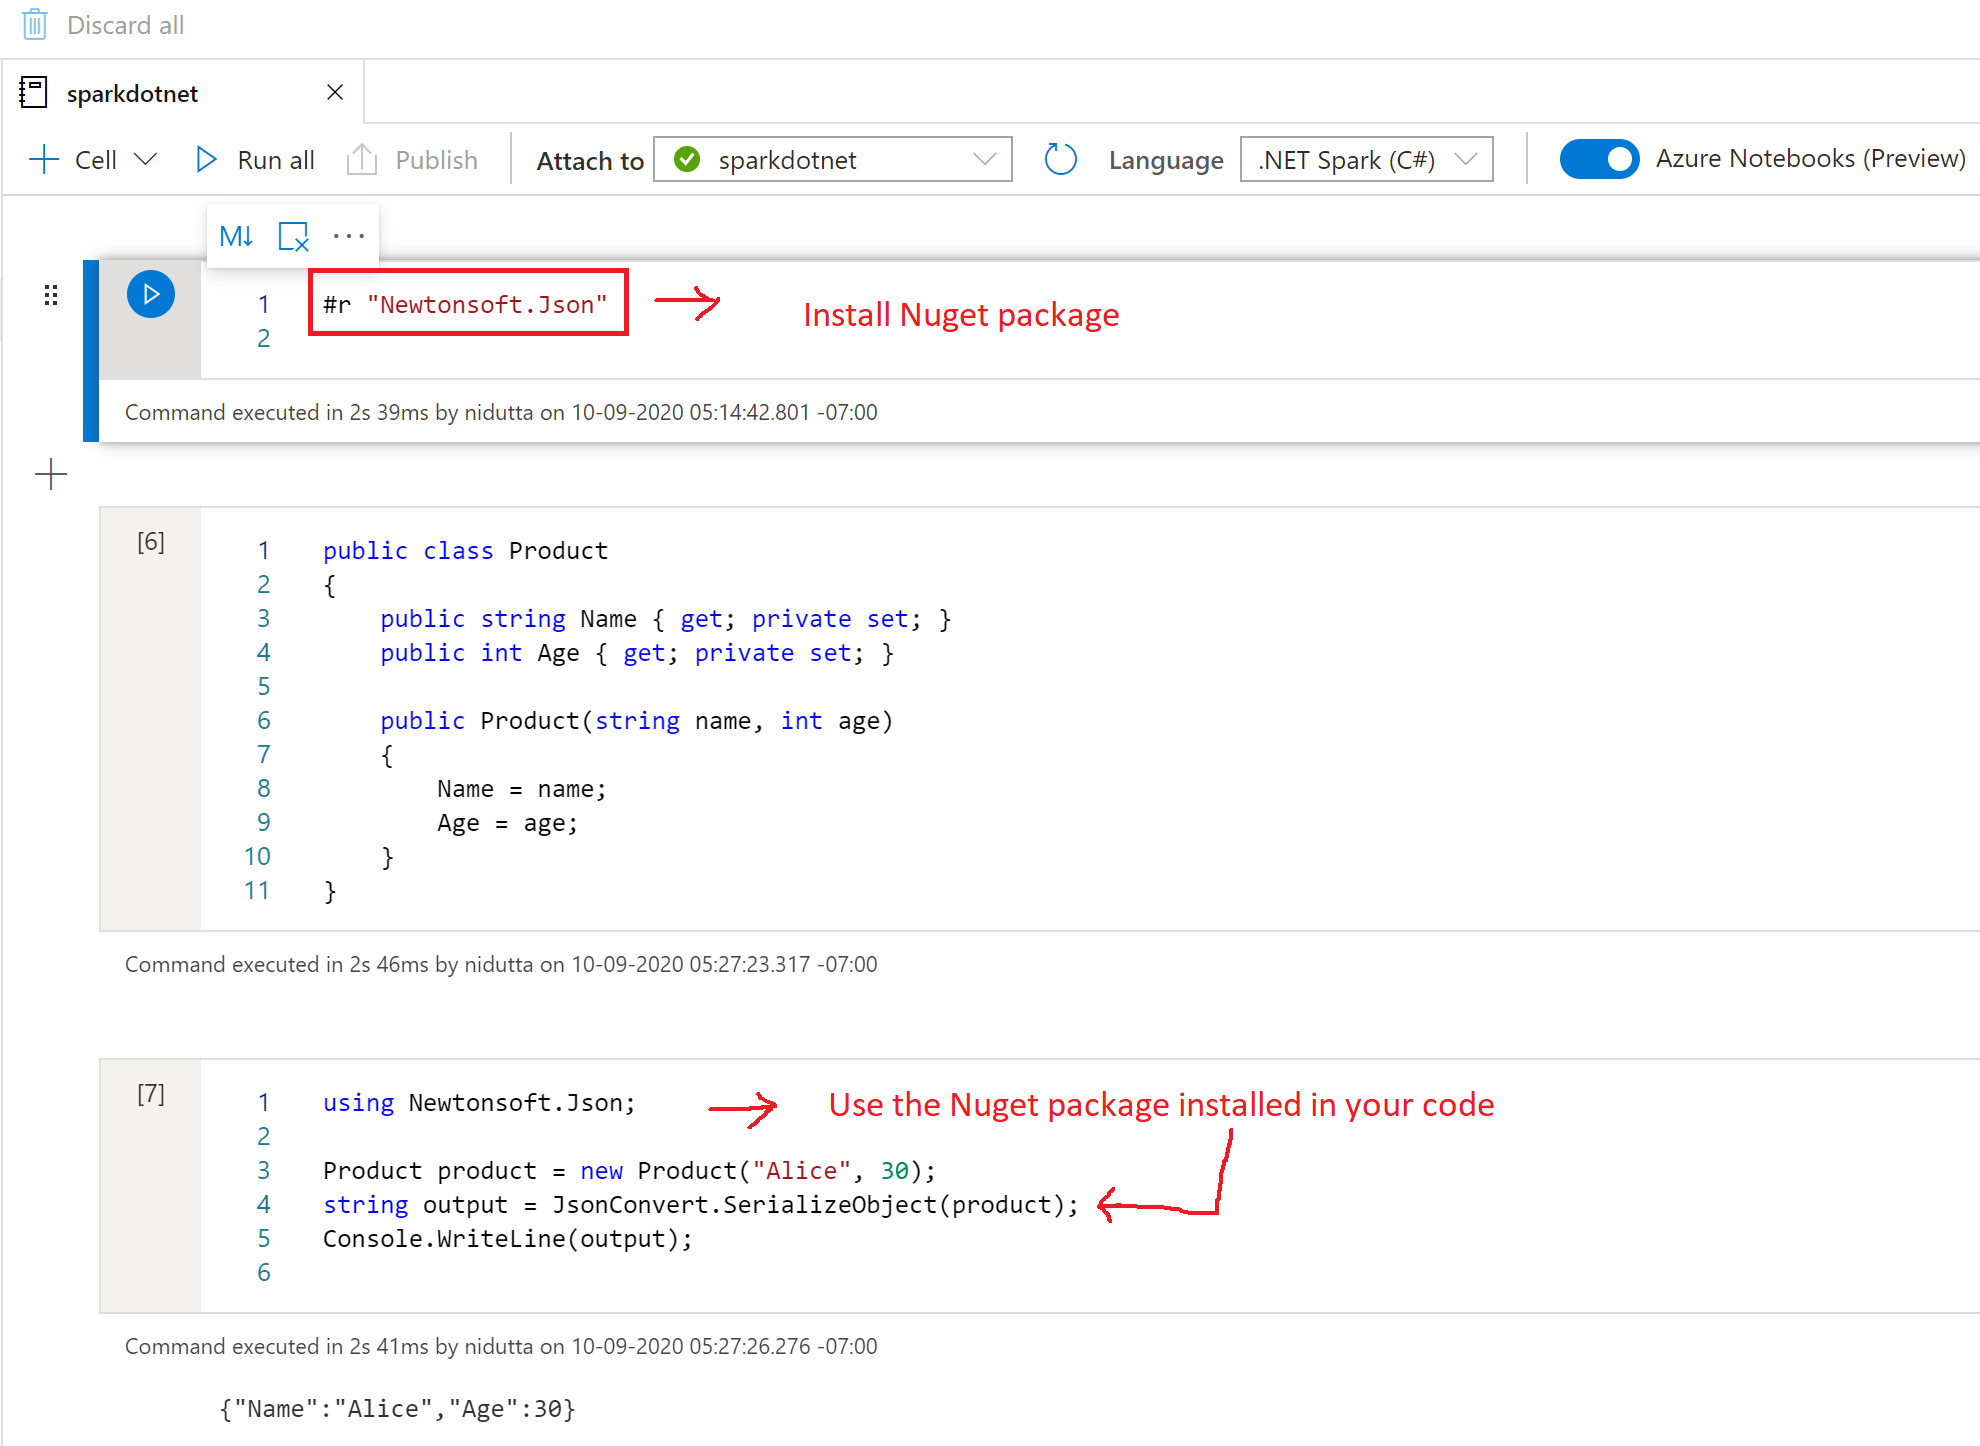 Discard all
sparkdotnet
Cell Run all Publish Attach to sparkdotnet Language .NET Spark (C#) Azure Notebooks (Preview)
M↓ ···
1 #r "Newtonsoft.Json" Install Nuget package
2
Command executed in 2s 39ms by nidutta on 10-09-2020 05:14:42.801 -07:00
[6]
1 public class Product
2 {
3     public string Name { get; private set; }
4     public int Age { get; private set; }
5
6     public Product(string name, int age)
7     {
8         Name = name;
9         Age = age;
10     }
11 }
Command executed in 2s 46ms by nidutta on 10-09-2020 05:27:23.317 -07:00
[7]
1 using Newtonsoft.Json; Use the Nuget package installed in your code
2
3 Product product = new Product("Alice", 30);
4 string output = JsonConvert.SerializeObject(product);
5 Console.WriteLine(output);
6
Command executed in 2s 41ms by nidutta on 10-09-2020 05:27:26.276 -07:00
{"Name":"Alice","Age":30}